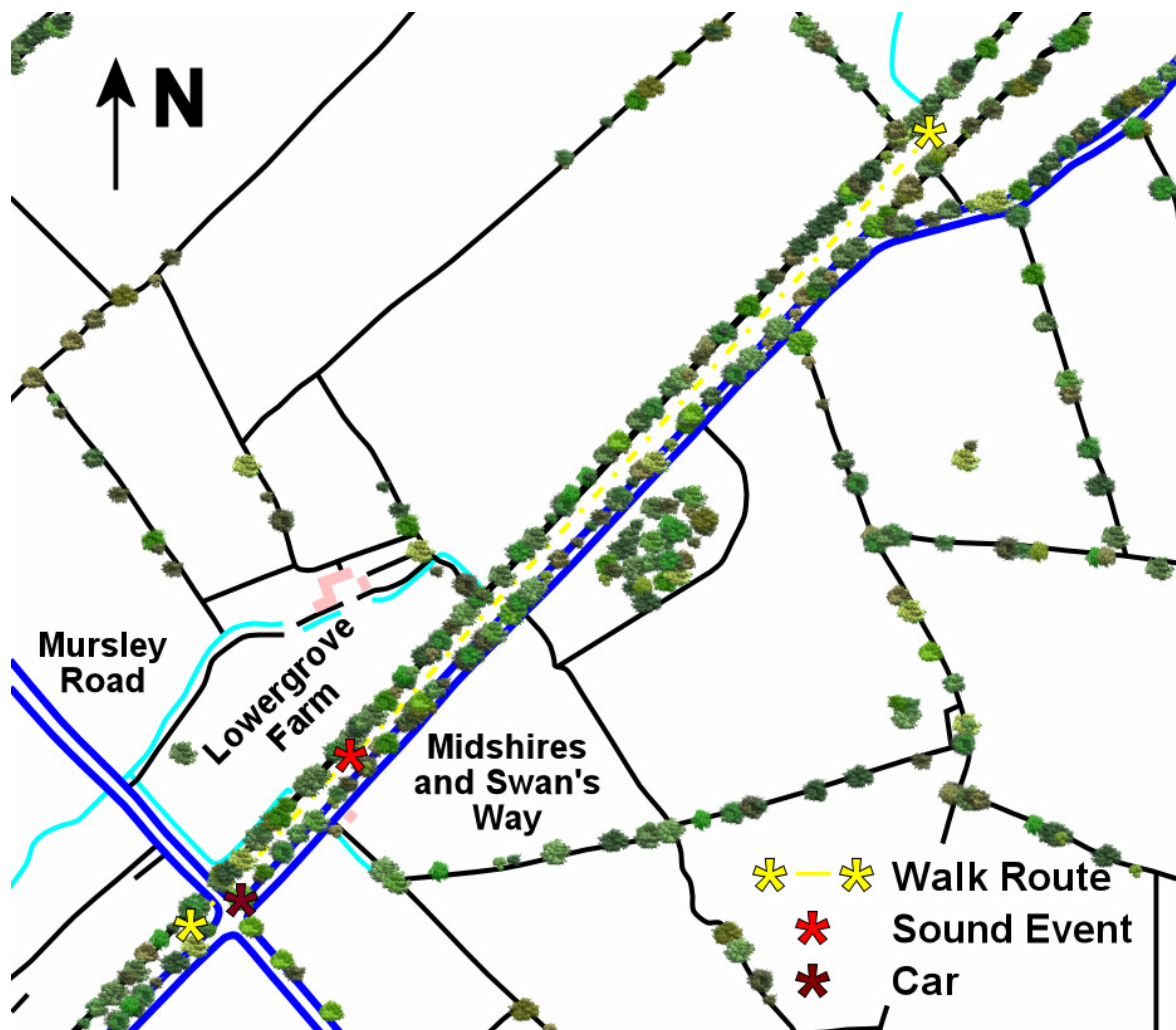 N
Mursley
Road
Lowergrove
Farm
Midshires
and Swan's
Way
Walk Route
Sound Event
Car